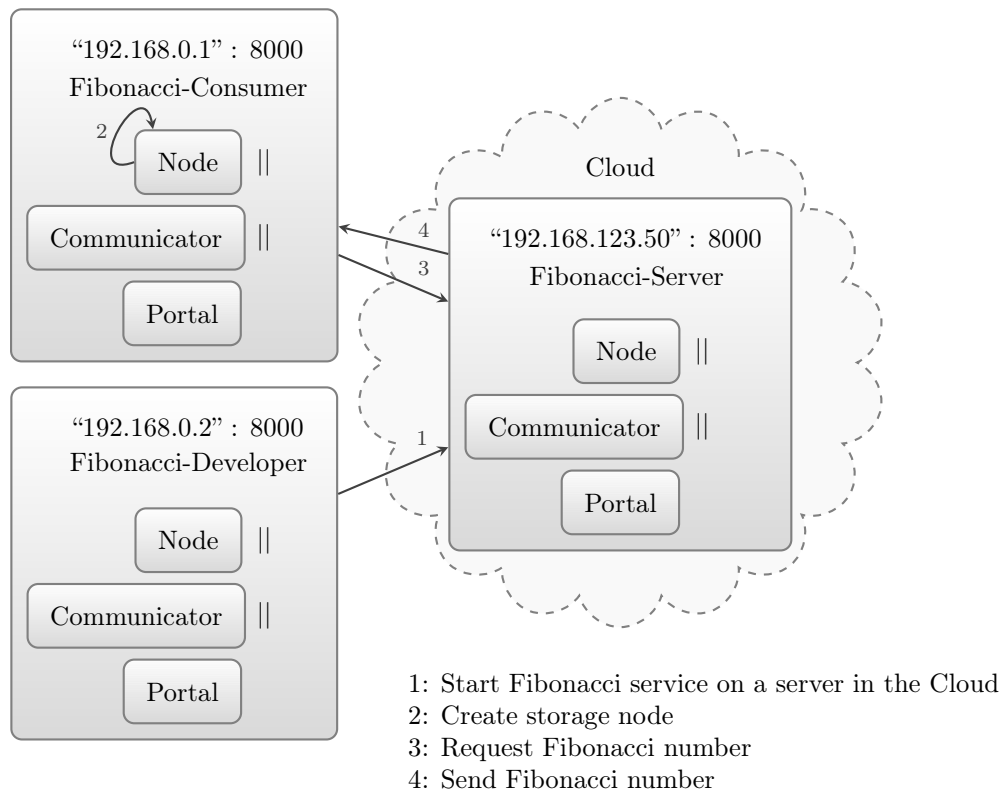 “192.168.0.1” : 8000
Fibonacci-Consumer
2
Node ||
Communicator ||
Portal
“192.168.0.2” : 8000
Fibonacci-Developer
Node ||
Communicator ||
Portal
4
3
1
Cloud
“192.168.123.50” : 8000
Fibonacci-Server
Node ||
Communicator ||
Portal
1: Start Fibonacci service on a server in the Cloud
2: Create storage node
3: Request Fibonacci number
4: Send Fibonacci number